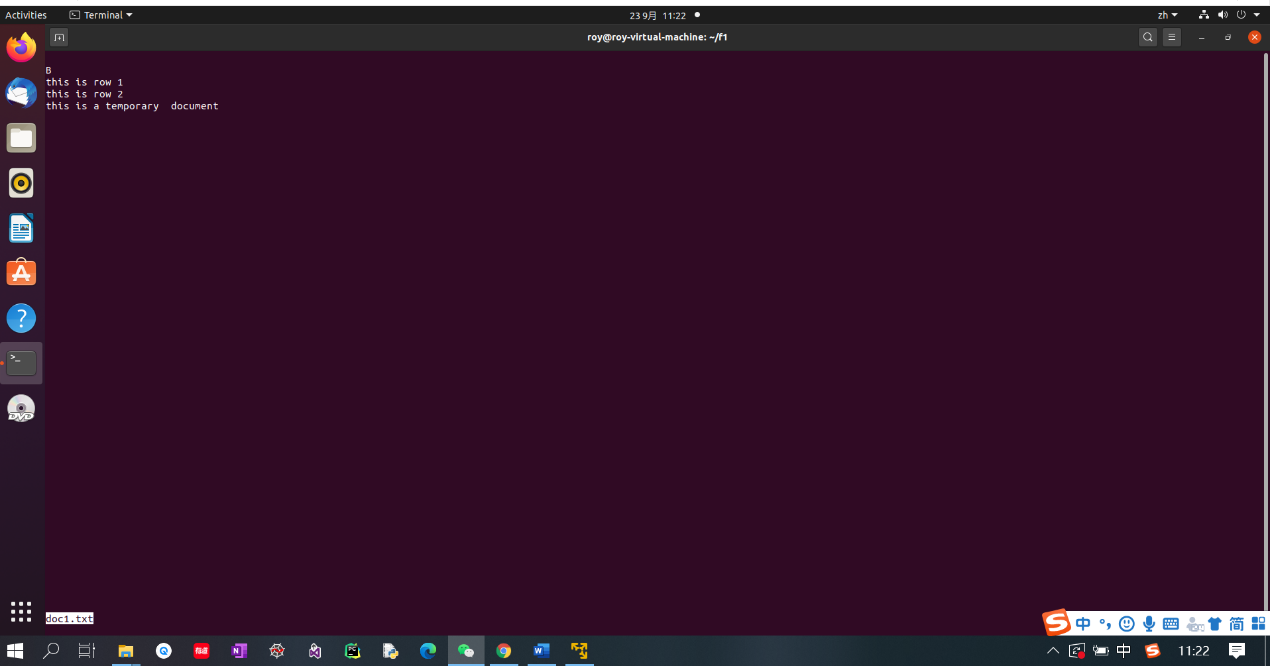 Activities
Terminal
23 9月 11:22
zh
roy@roy-virtual-machine: ~/f1
B
this is row 1
this is row 2
this is a temporary  document
doc1.txt
中
简
中
11:22